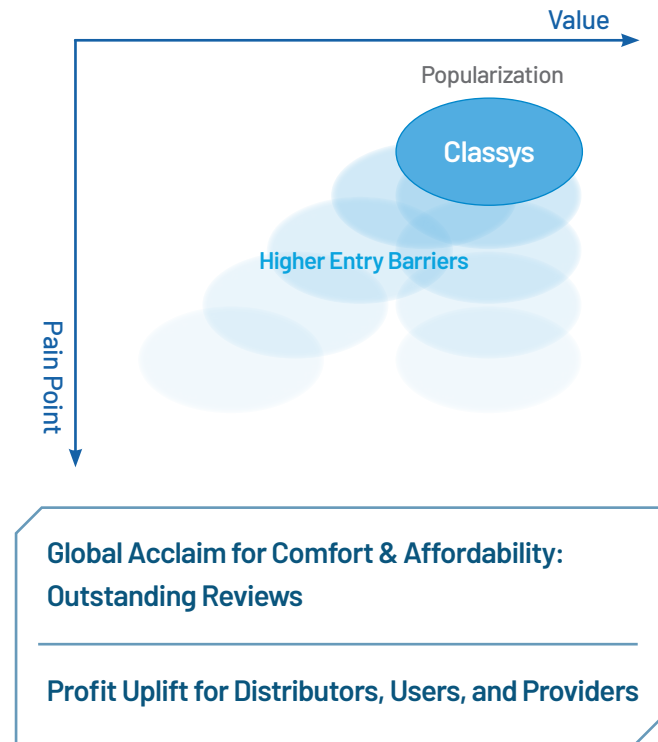 Value
Popularization
Classys
Higher Entry Barriers
Pain Point
Global Acclaim for Comfort & Affordability:
Outstanding Reviews
Profit Uplift for Distributors, Users, and Providers